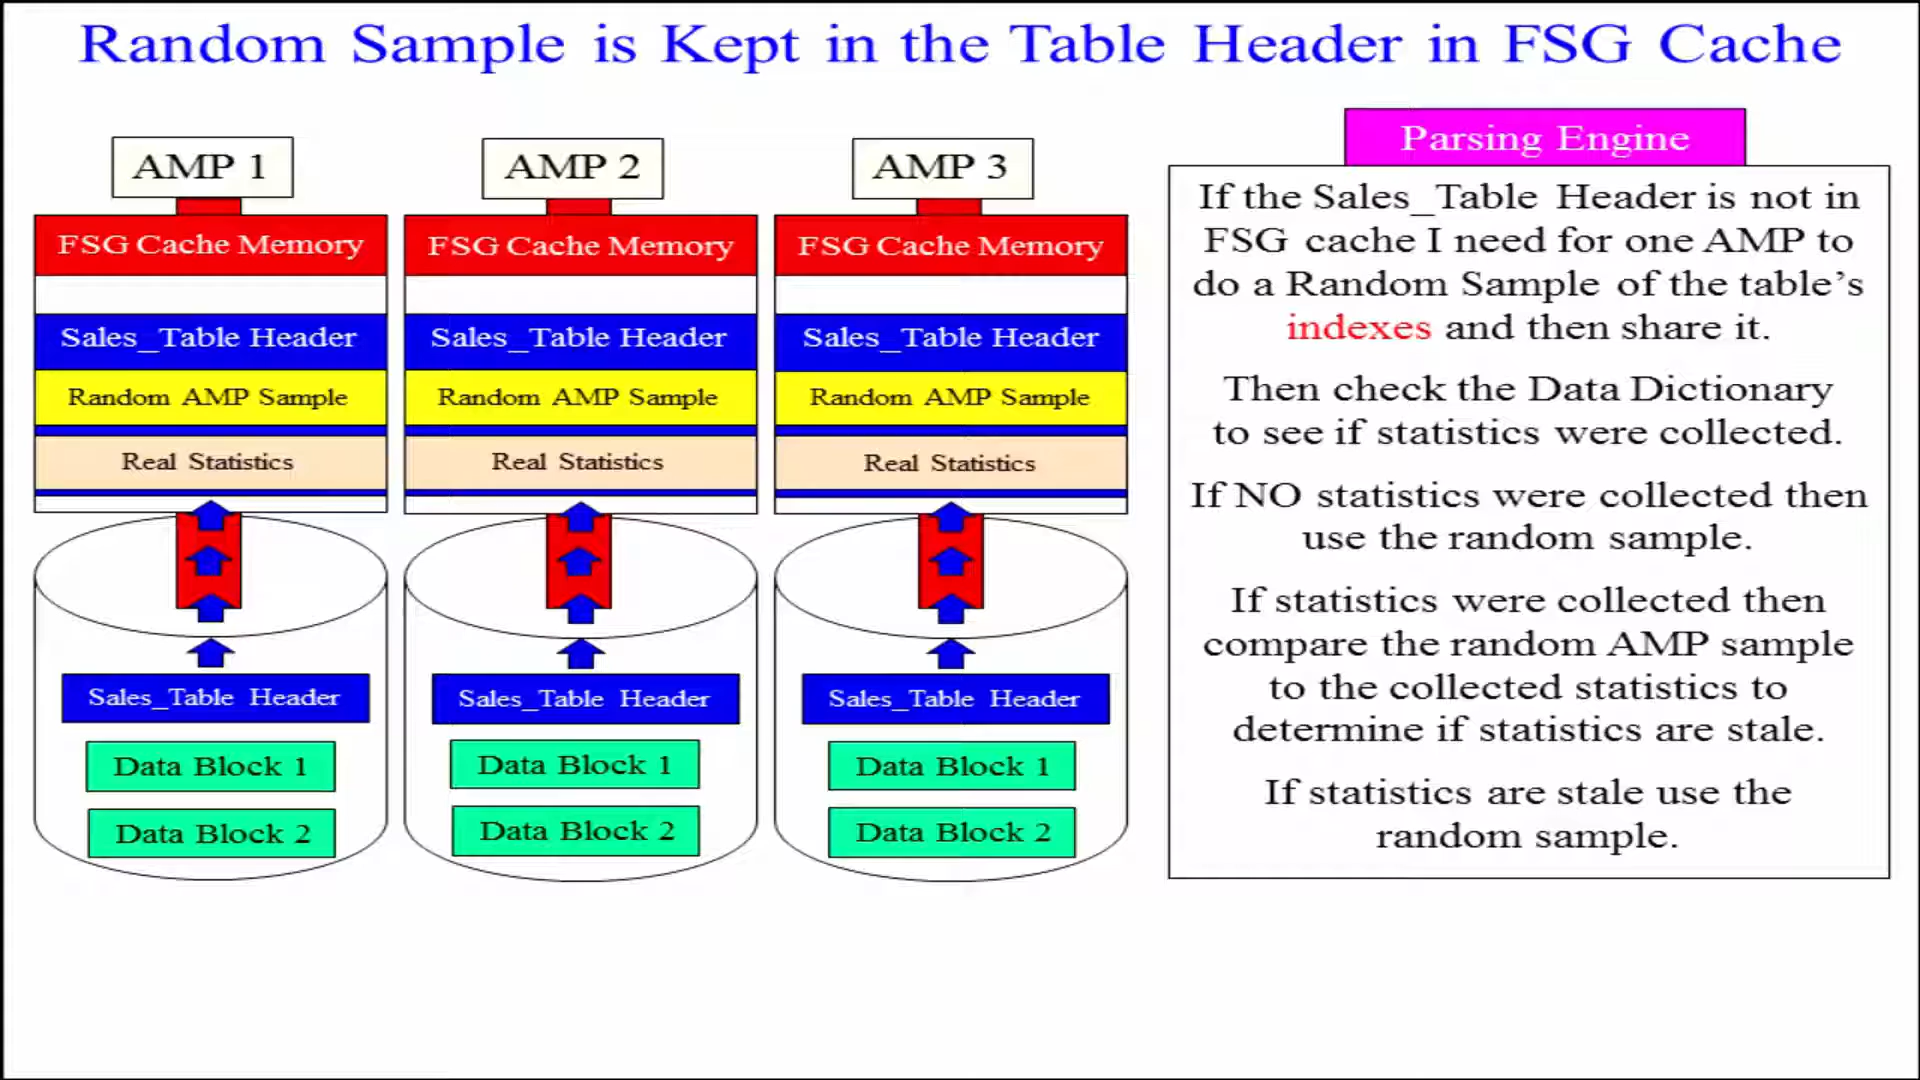 Random Sample is Kept in the Table Header in FSG Cache
AMP 1
FSG Cache Memory
Sales_Table Header
Random AMP Sample
Real Statistics
Sales_Table Header
Data Block 1
Data Block 2
AMP 2
FSG Cache Memory
Sales_Table Header
Random AMP Sample
Real Statistics
Sales_Table Header
Data Block 1
Data Block 2
AMP 3
FSG Cache Memory
Sales_Table Header
Random AMP Sample
Real Statistics
Sales_Table Header
Data Block 1
Data Block 2
Parsing Engine
If the Sales_Table Header is not in
FSG cache I need for one AMP to
do a Random Sample of the table’s
indexes and then share it.
Then check the Data Dictionary
to see if statistics were collected.
If NO statistics were collected then
use the random sample.
If statistics were collected then
compare the random AMP sample
to the collected statistics to
determine if statistics are stale.
If statistics are stale use the
random sample.